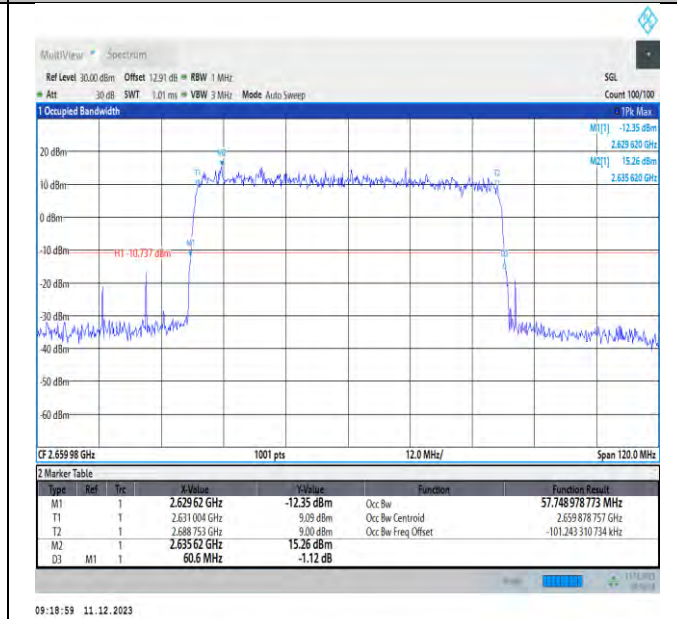 MultiView Spectrum
Ref Level 30.00 dBm Offset 12.91 dB RBW 1 MHz SGL
Att 30 dB SWT 1.01 ms VBW 3 MHz Mode Auto Sweep Count 100/100
1 Occupied Bandwidth 1Pk Max
M1[1] -12.35 dBm
2.629 620 GHz
M2[1] 15.26 dBm
2.635 620 GHz
20 dBm
M2
T1
10 dBm
0 dBm
M1
-10 dBm
H1 -10.737 dBm
-20 dBm
-30 dBm
-40 dBm
-50 dBm
-60 dBm
CF 2.659 98 GHz 1001 pts 12.0 MHz/ Span 120.0 MHz
2 Marker Table
Type Ref Trc X-Value Y-Value Function Function Result
M1 1 2.629 62 GHz -12.35 dBm Occ Bw 57.748 978 773 MHz
T1 1 2.631 004 GHz 9.09 dBm Occ Bw Centroid 2.659 878 757 GHz
T2 1 2.688 753 GHz 9.00 dBm Occ Bw Freq Offset -101.243 310 734 kHz
M2 1 2.635 62 GHz 15.26 dBm
D3 M1 1 60.6 MHz -1.12 dB
09:18:59 11.12.2023